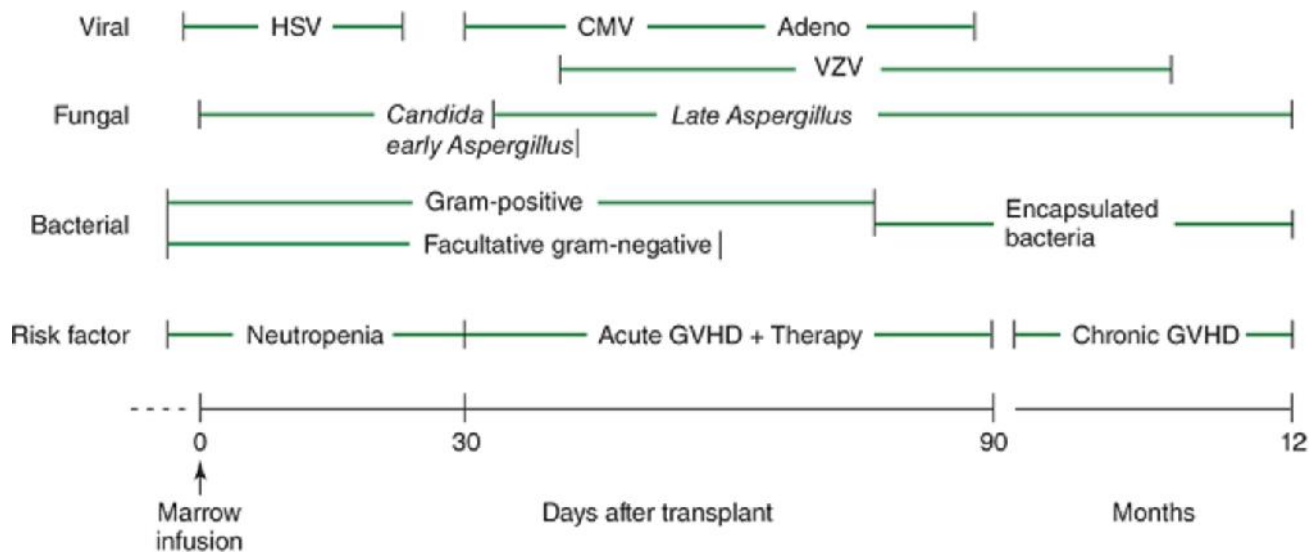 Viral
HSV
CMV
Adeno
VZV
Fungal
Candida
early Aspergillus
Late Aspergillus
Bacterial
Gram-positive
Facultative gram-negative
Encapsulated
bacteria
Risk factor
Neutropenia
Acute GVHD + Therapy
Chronic GVHD
0
30
90
12
Marrow
infusion
Days after transplant
Months